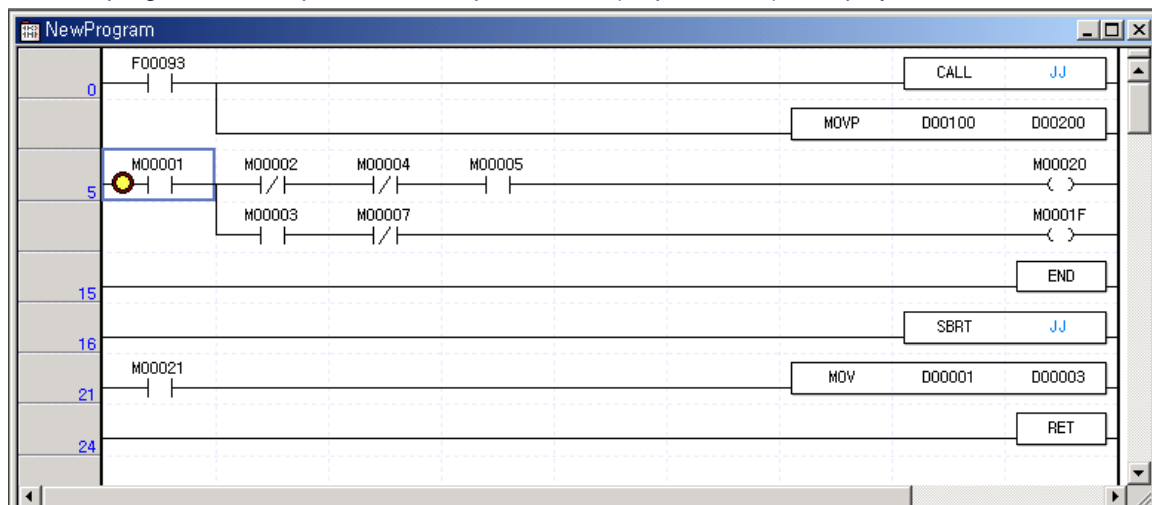 NewProgram
F00093
0 CALL JJ
MOVP D00100 D00200
M00001 M00002 M00004 M00005 M00020
5
M00003 M00007 M0001F
END
15
SBRT JJ
16
M00021
21 MOV D00001 D00003
RET
24